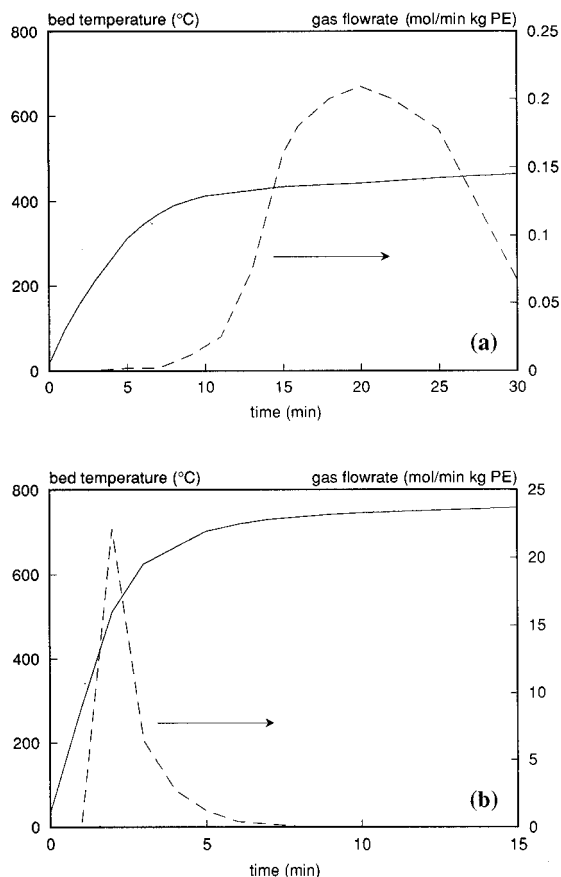 bed temperature (°C) gas flowrate (mol/min kg PE)
800 0.25
600 0.2
0.15
400
0.1
200
0.05
(a)
0 0
0 5 10 15 20 25 30
time (min)
bed temperature (°C) gas flowrate (mol/min kg PE)
800 25
20
600
15
400
10
200
5
(b)
0 0
0 5 10 15
time (min)